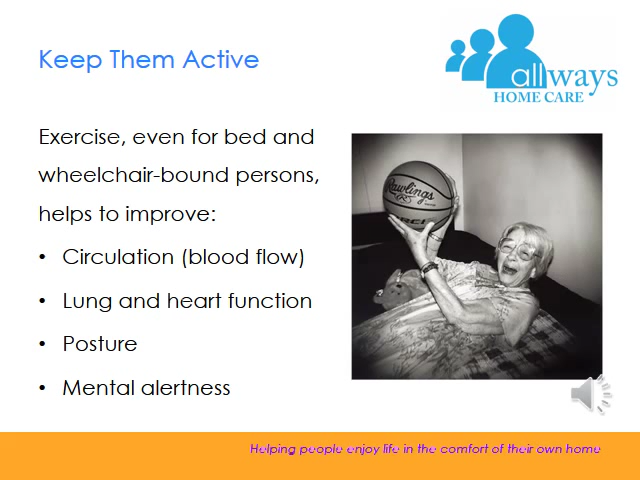 Keep Them Active
allways
HOME CARE
Exercise, even for bed and
wheelchair-bound persons,
helps to improve:
• Circulation (blood flow)
• Lung and heart function
• Posture
• Mental alertness
Rawlings
Helping people enjoy life in the comfort of their own home